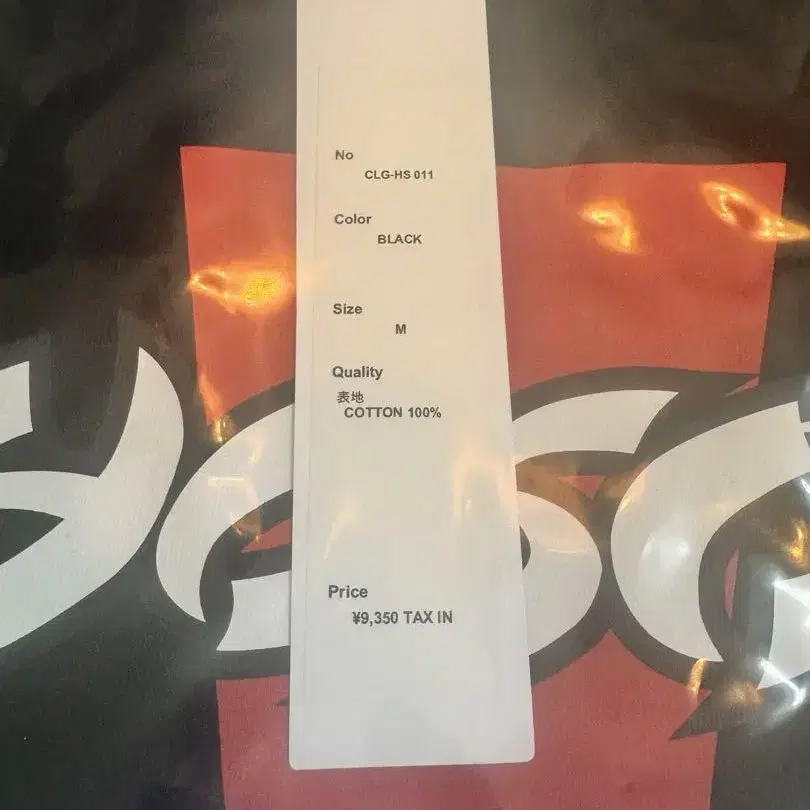 No
CLG-HS 011
Color
BLACK
Size
M
Quality
表地
COTTON 100%
Price
¥9,350 TAX IN